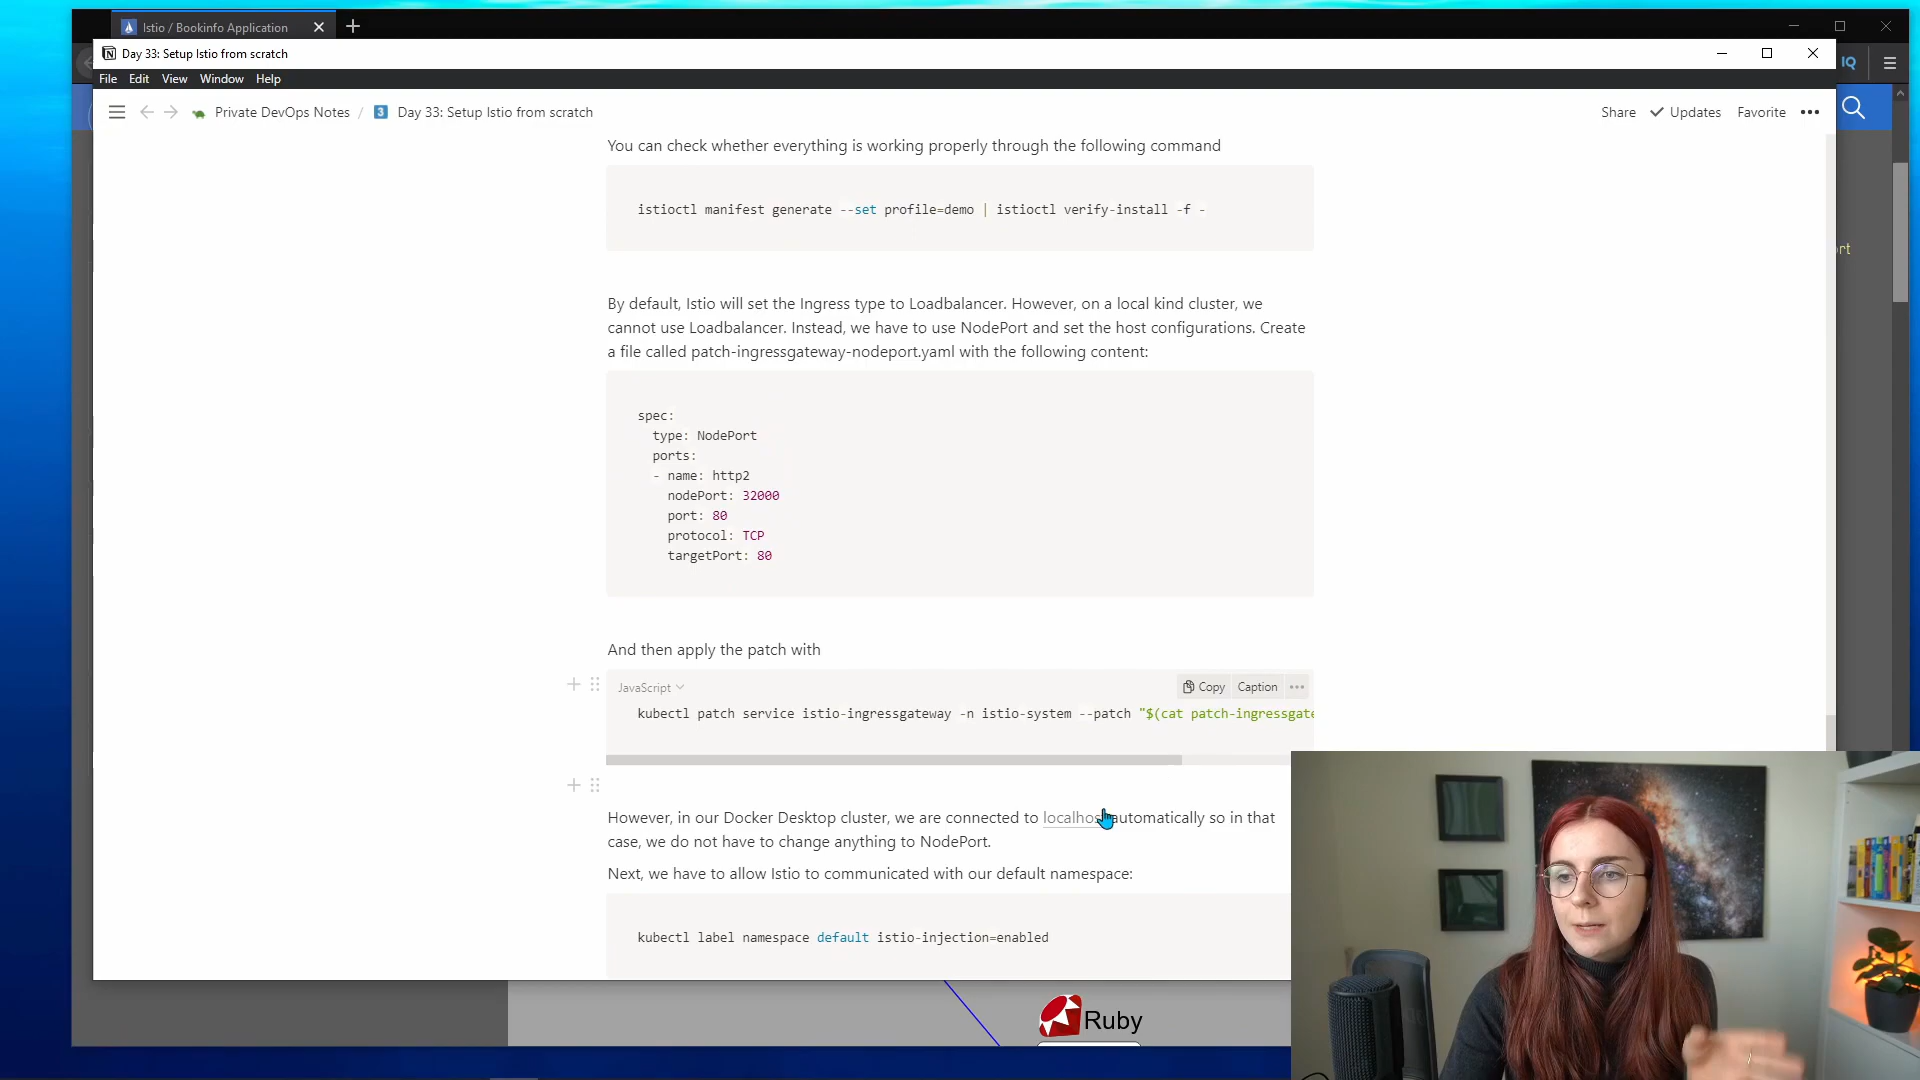 Istio / Bookinfo Application
Day 33: Setup Istio from scratch
IQ
File Edit View Window Help
Private DevOps Notes / 3 Day 33: Setup Istio from scratch
Share Updates Favorite
You can check whether everything is working properly through the following command
istioctl manifest generate --set profile=demo | istioctl verify-install -f -
By default, Istio will set the Ingress type to Loadbalancer. However, on a local kind cluster, we
cannot use Loadbalancer. Instead, we have to use NodePort and set the host configurations. Create
a file called patch-ingressgateway-nodeport.yaml with the following content:
spec:
type: NodePort
ports:
- name: http2
nodePort: 32000
port: 80
protocol: TCP
targetPort: 80
And then apply the patch with
JavaScript
Copy Caption
kubectl patch service istio-ingressgateway -n istio-system --patch "$(cat patch-ingressgate
However, in our Docker Desktop cluster, we are connected to localhost automatically so in that
case, we do not have to change anything to NodePort.
Next, we have to allow Istio to communicated with our default namespace:
kubectl label namespace default istio-injection=enabled
Ruby